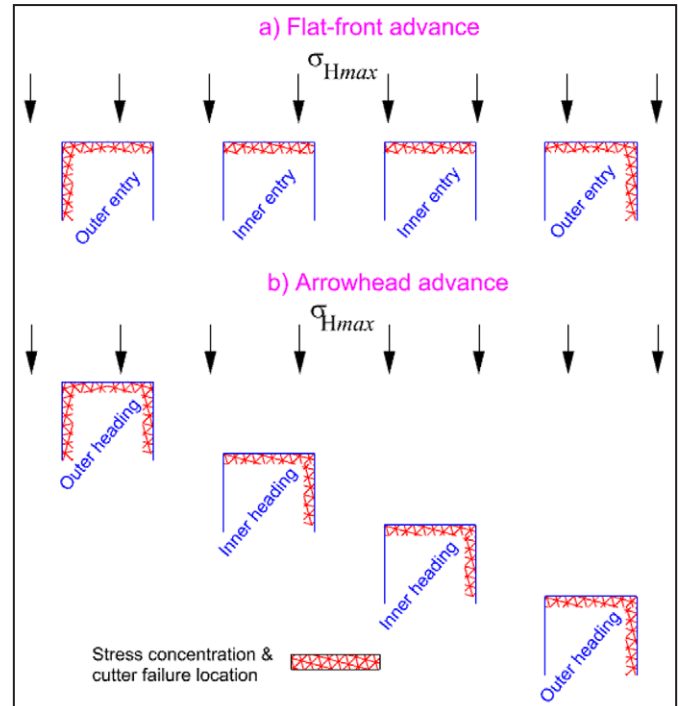 a) Flat-front advance
σHmax
Outer entry
Inner entry
Inner entry
Outer entry
b) Arrowhead advance
σHmax
Outer heading
Inner heading
Inner heading
Outer heading
Stress concentration &
cutter failure location